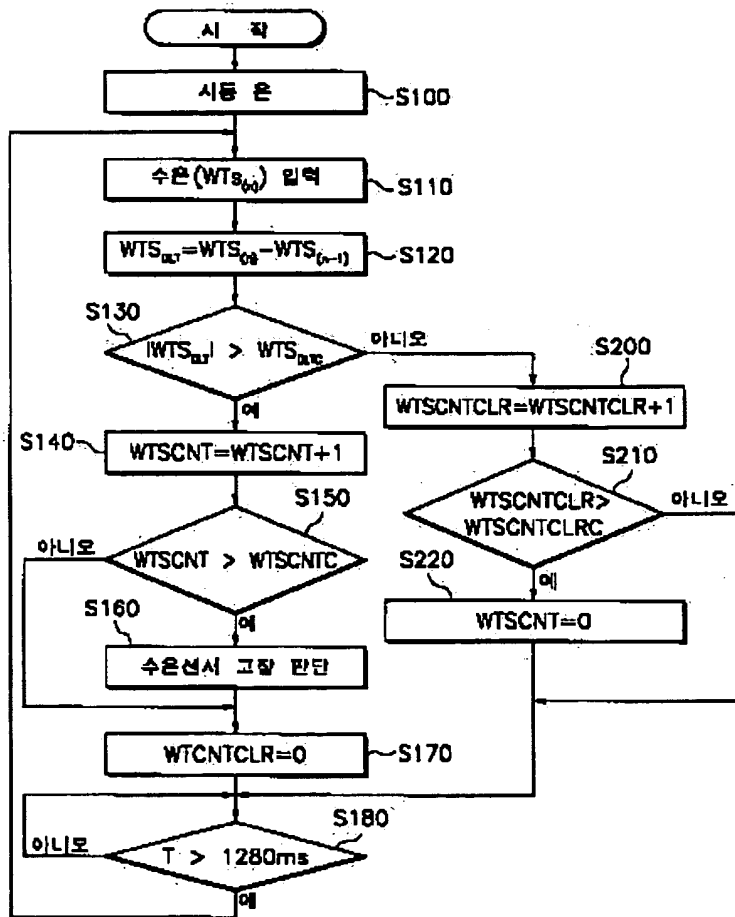 시 작
시동 온
S100
수온(WTS(n)) 입력
S110
WTS_DLT=WTS(n)-WTS(n-1)
S120
S130
|WTS_DLT| > WTS_DLTC
아니오
예
S200
WTSCNTCLR=WTSCNTCLR+1
S140
WTSCNT=WTSCNT+1
S210
WTSCNTCLR>
WTSCNTCLRC
아니오
예
S150
아니오
WTSCNT > WTSCNTC
예
S220
WTSCNT=0
S160
수온센서 고장 판단
WTCNTCLR=0
S170
S180
아니오
T > 1280ms
예